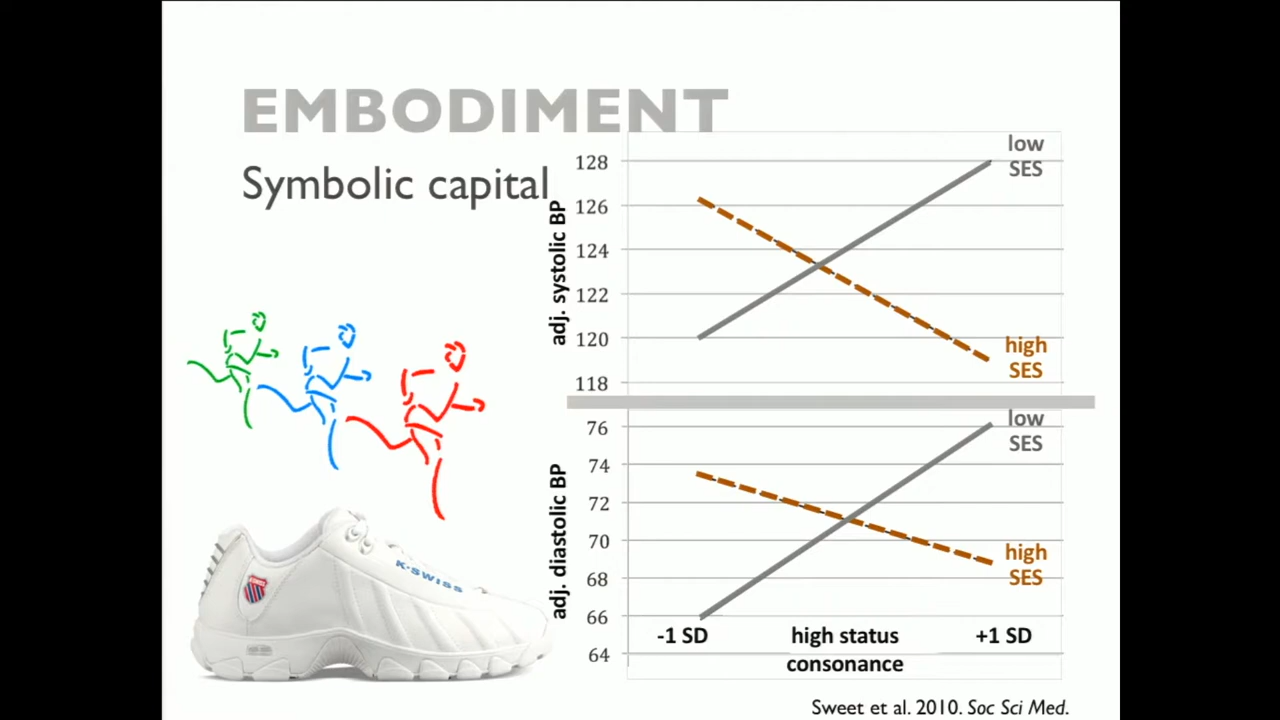 EMBODIMENT
Symbolic capital
adj. systolic BP
128
126
124
122
120
118
low
SES
high
SES
adj. diastolic BP
76
74
72
70
68
66
64
low
SES
high
SES
-1 SD
high status
consonance
+1 SD
K-SWISS
Sweet et al. 2010. Soc Sci Med.